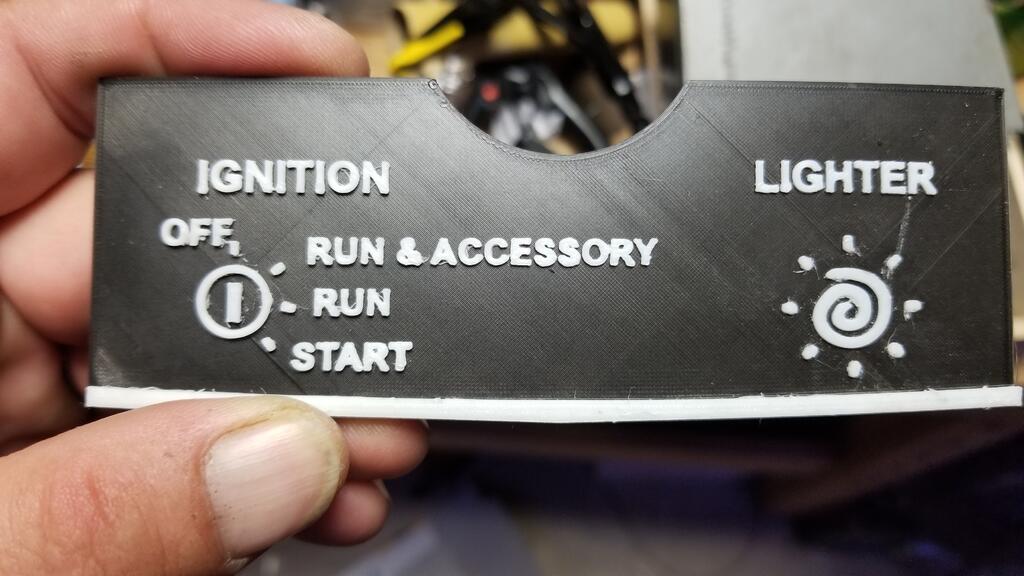 IGNITION
LIGHTER
OFF
RUN & ACCESSORY
RUN
START